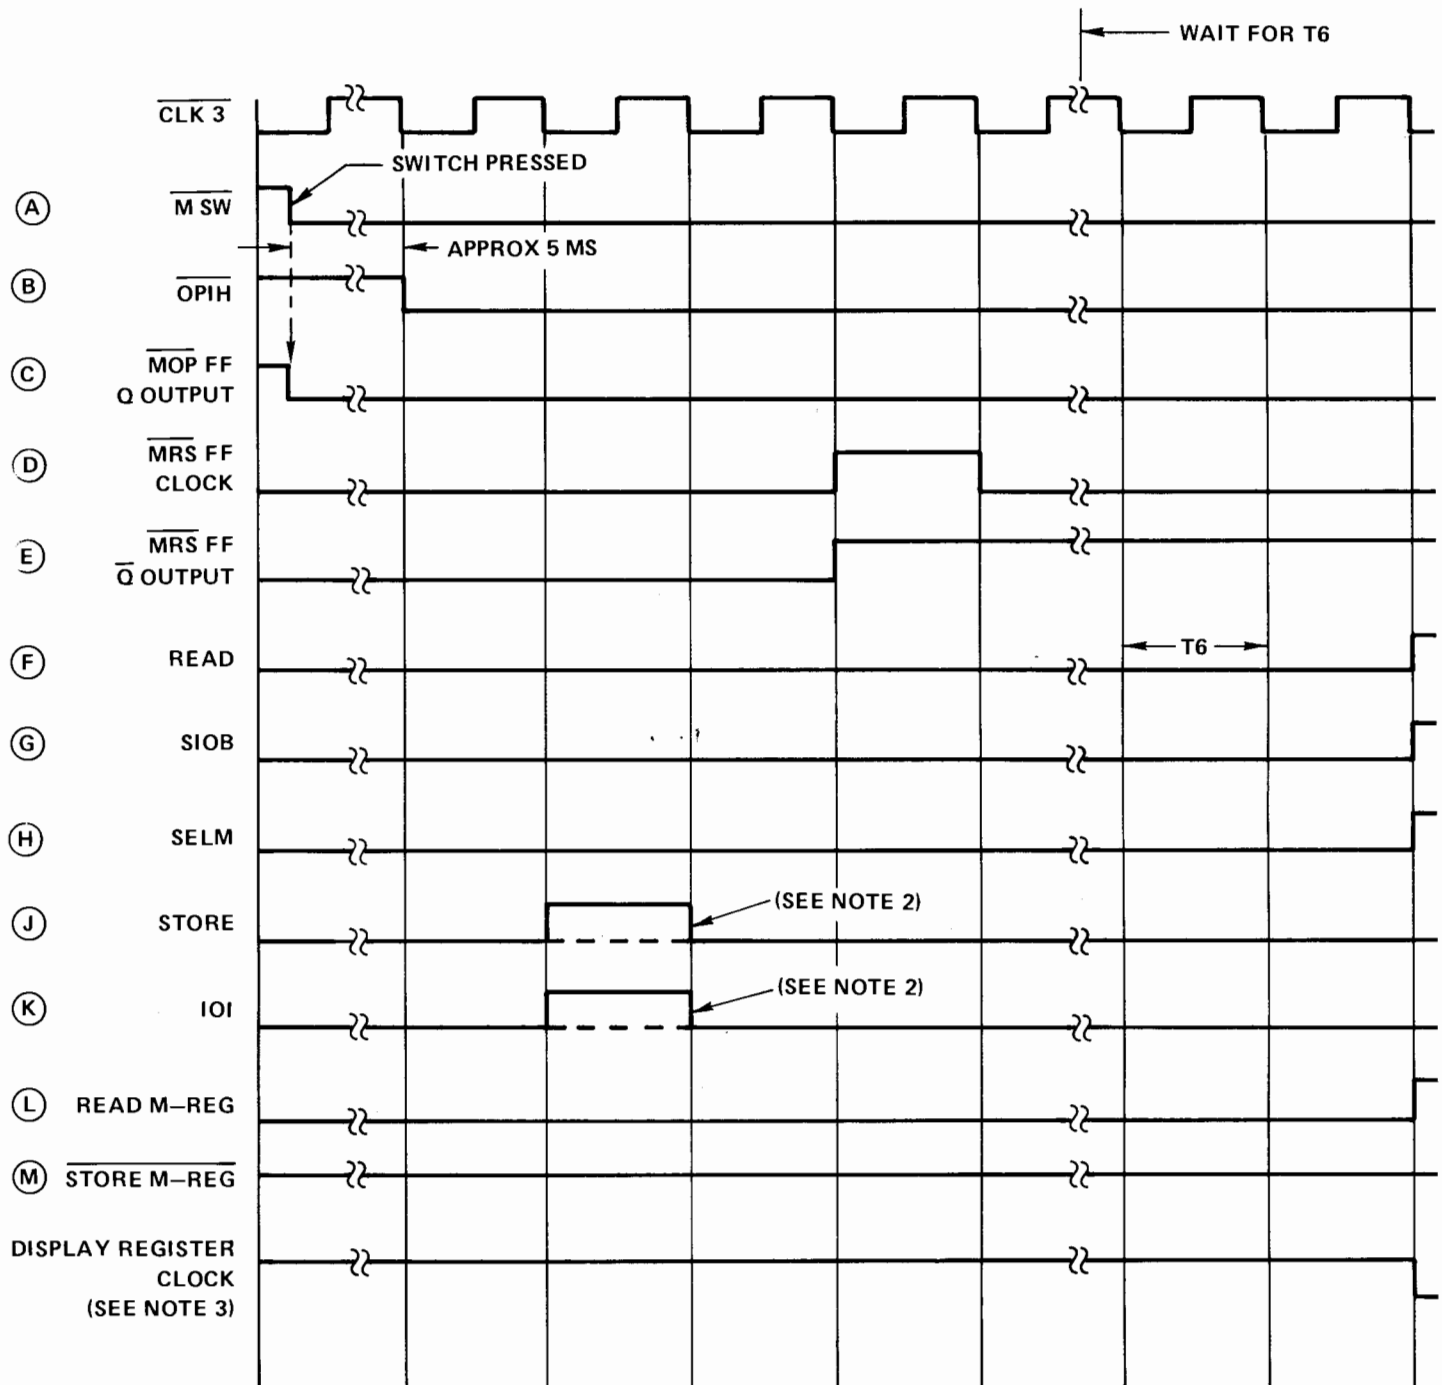 WAIT FOR T6
CLK 3
SWITCH PRESSED
A M SW
APPROX 5 MS
B OPIH
C MOP FF
Q OUTPUT
D MRS FF
CLOCK
E MRS FF
Q̅ OUTPUT
F READ
T6
G SIOB
H SELM
J STORE
(SEE NOTE 2)
K IOI
(SEE NOTE 2)
L READ M–REG
M STORE M–REG
DISPLAY REGISTER
CLOCK
(SEE NOTE 3)